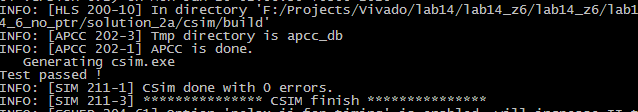 INFO: [HLS 200-10] In directory 'F:/Projects/Vivado/lab14/lab14_z6/lab14_z6/lab1
4_6_no_ptr/solution_2a/csim/build'
INFO: [APCC 202-3] Tmp directory is apcc_db
INFO: [APCC 202-1] APCC is done.
Generating csim.exe
Test passed !
INFO: [SIM 211-1] CSim done with 0 errors.
INFO: [SIM 211-3] *************** CSIM finish ***************